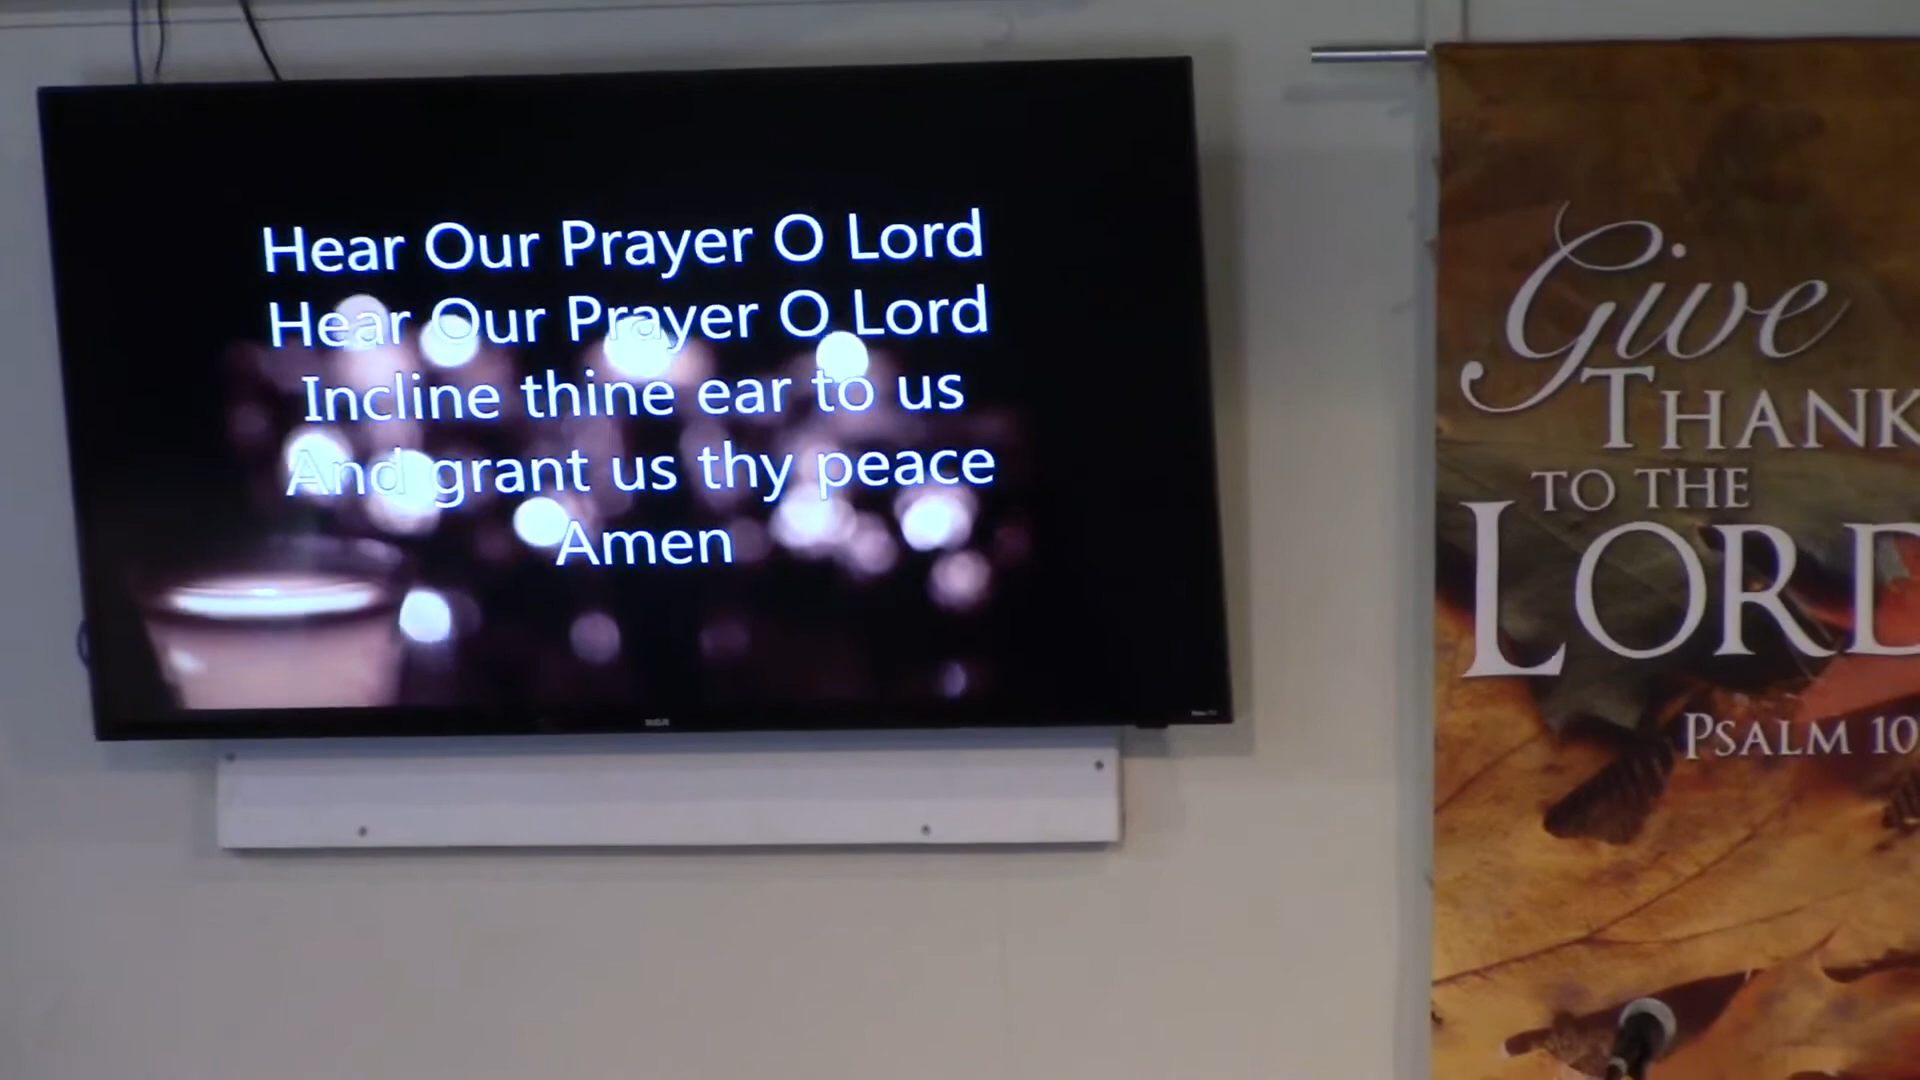 Hear Our Prayer O Lord
Hear Our Prayer O Lord
Incline thine ear to us
And grant us thy peace
Amen
RCA
Give
THANK
TO THE
LORD
PSALM 10